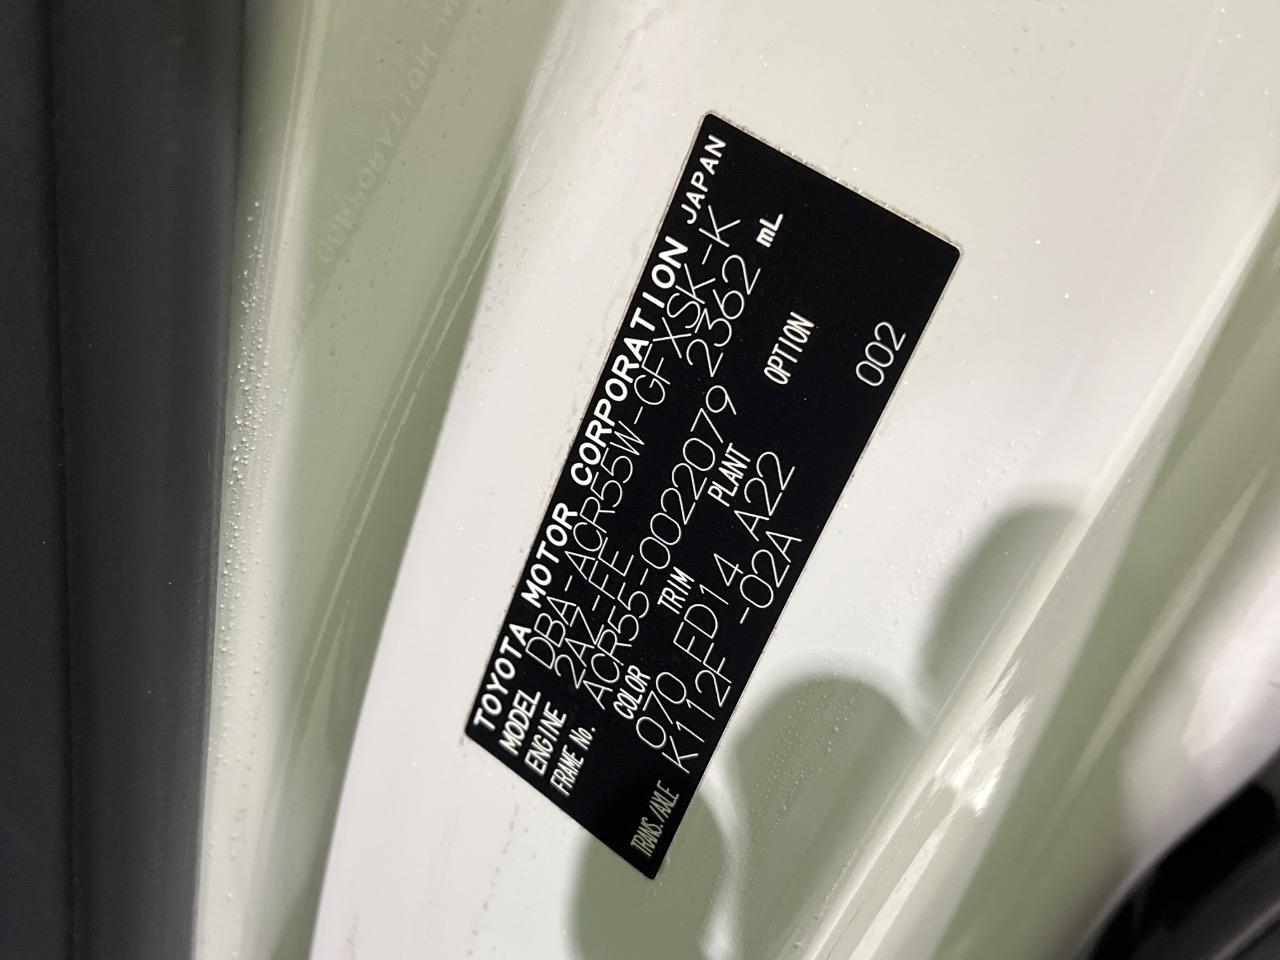 TOYOTA MOTOR CORPORATION JAPAN
MODEL DBA-ACR55W-GFXSK-K
ENGINE 2AZ-FE 2362 mL
FRAME No. ACR55-0022079
COLOR TRIM PLANT OPTION
070 FD14 A22
TRANS./AXLE K112F -02A 002